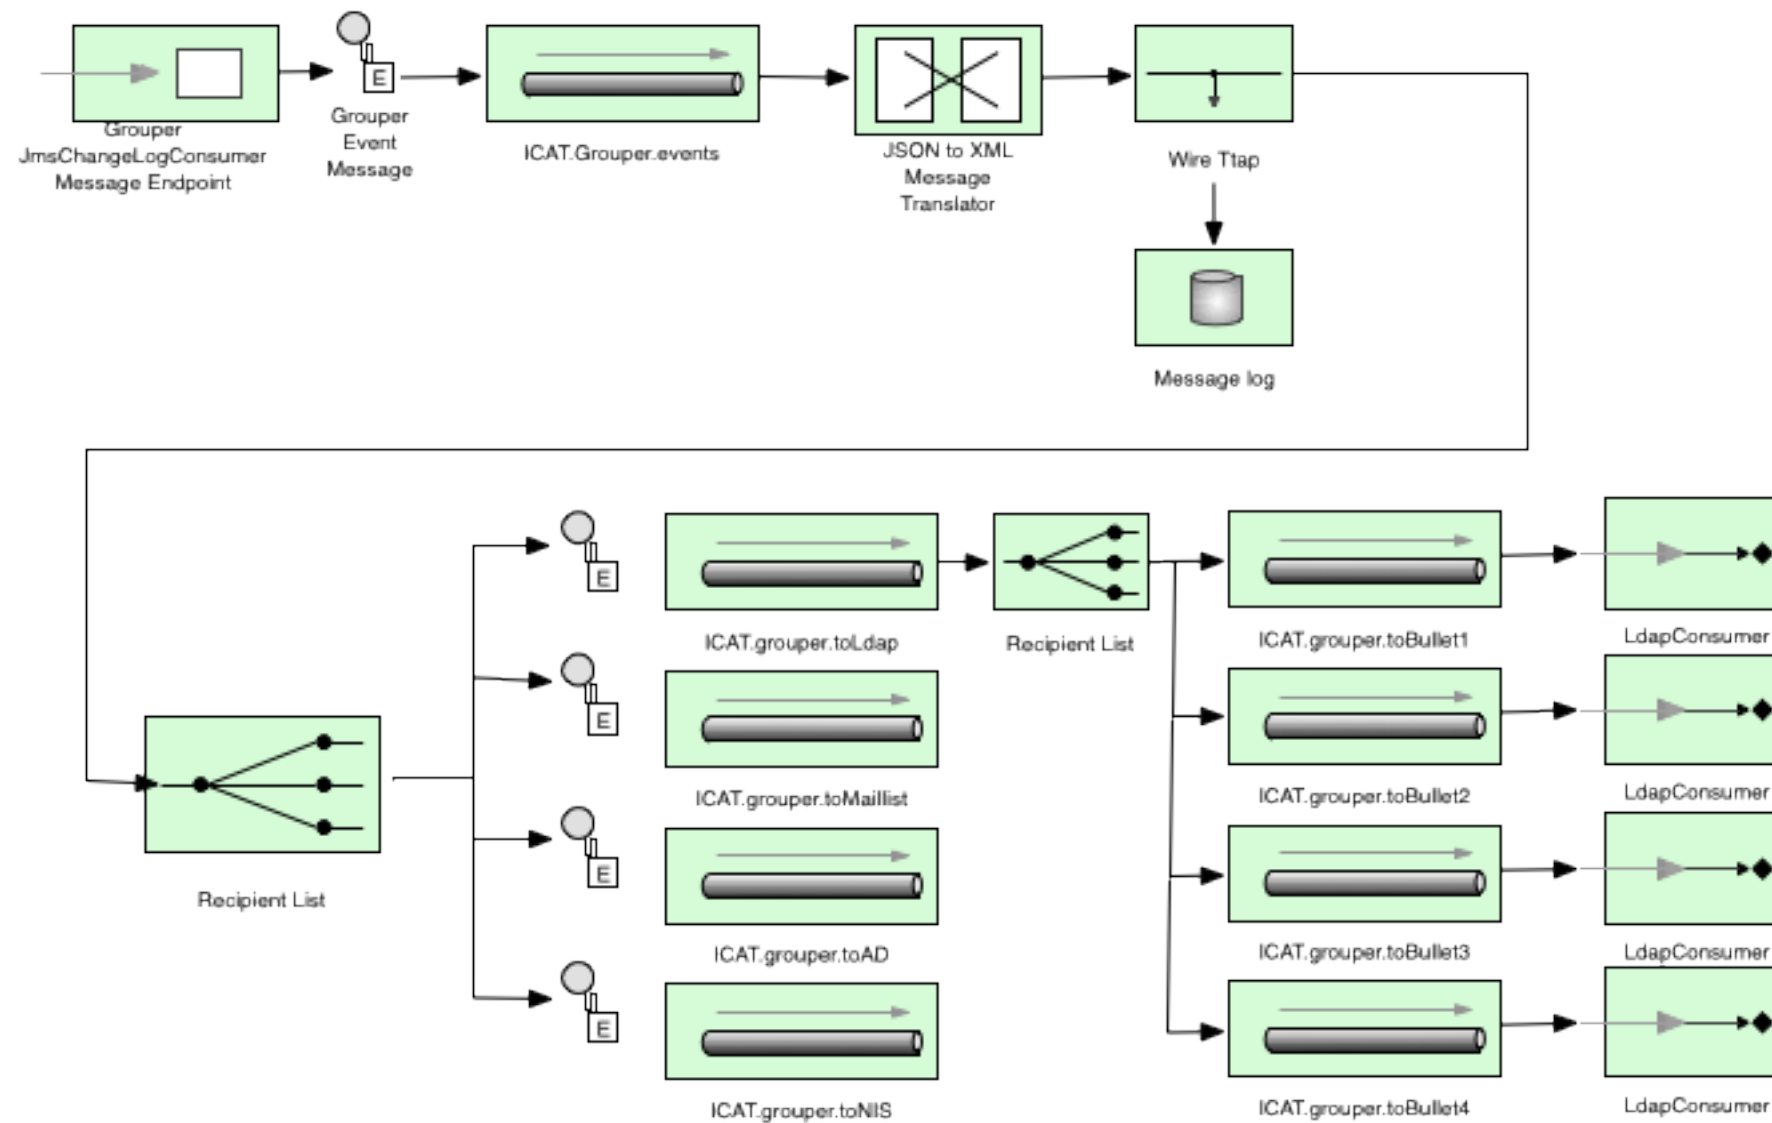 Grouper
JmsChangeLogConsumer
Message Endpoint
E
Grouper
Event
Message
ICAT.Grouper.events
JSON to XML
Message
Translator
Wire Ttap
Message log
Recipient List
E
E
E
E
ICAT.grouper.toLdap
ICAT.grouper.toMaillist
ICAT.grouper.toAD
ICAT.grouper.toNIS
Recipient List
ICAT.grouper.toBullet1
ICAT.grouper.toBullet2
ICAT.grouper.toBullet3
ICAT.grouper.toBullet4
LdapConsumer
LdapConsumer
LdapConsumer
LdapConsumer